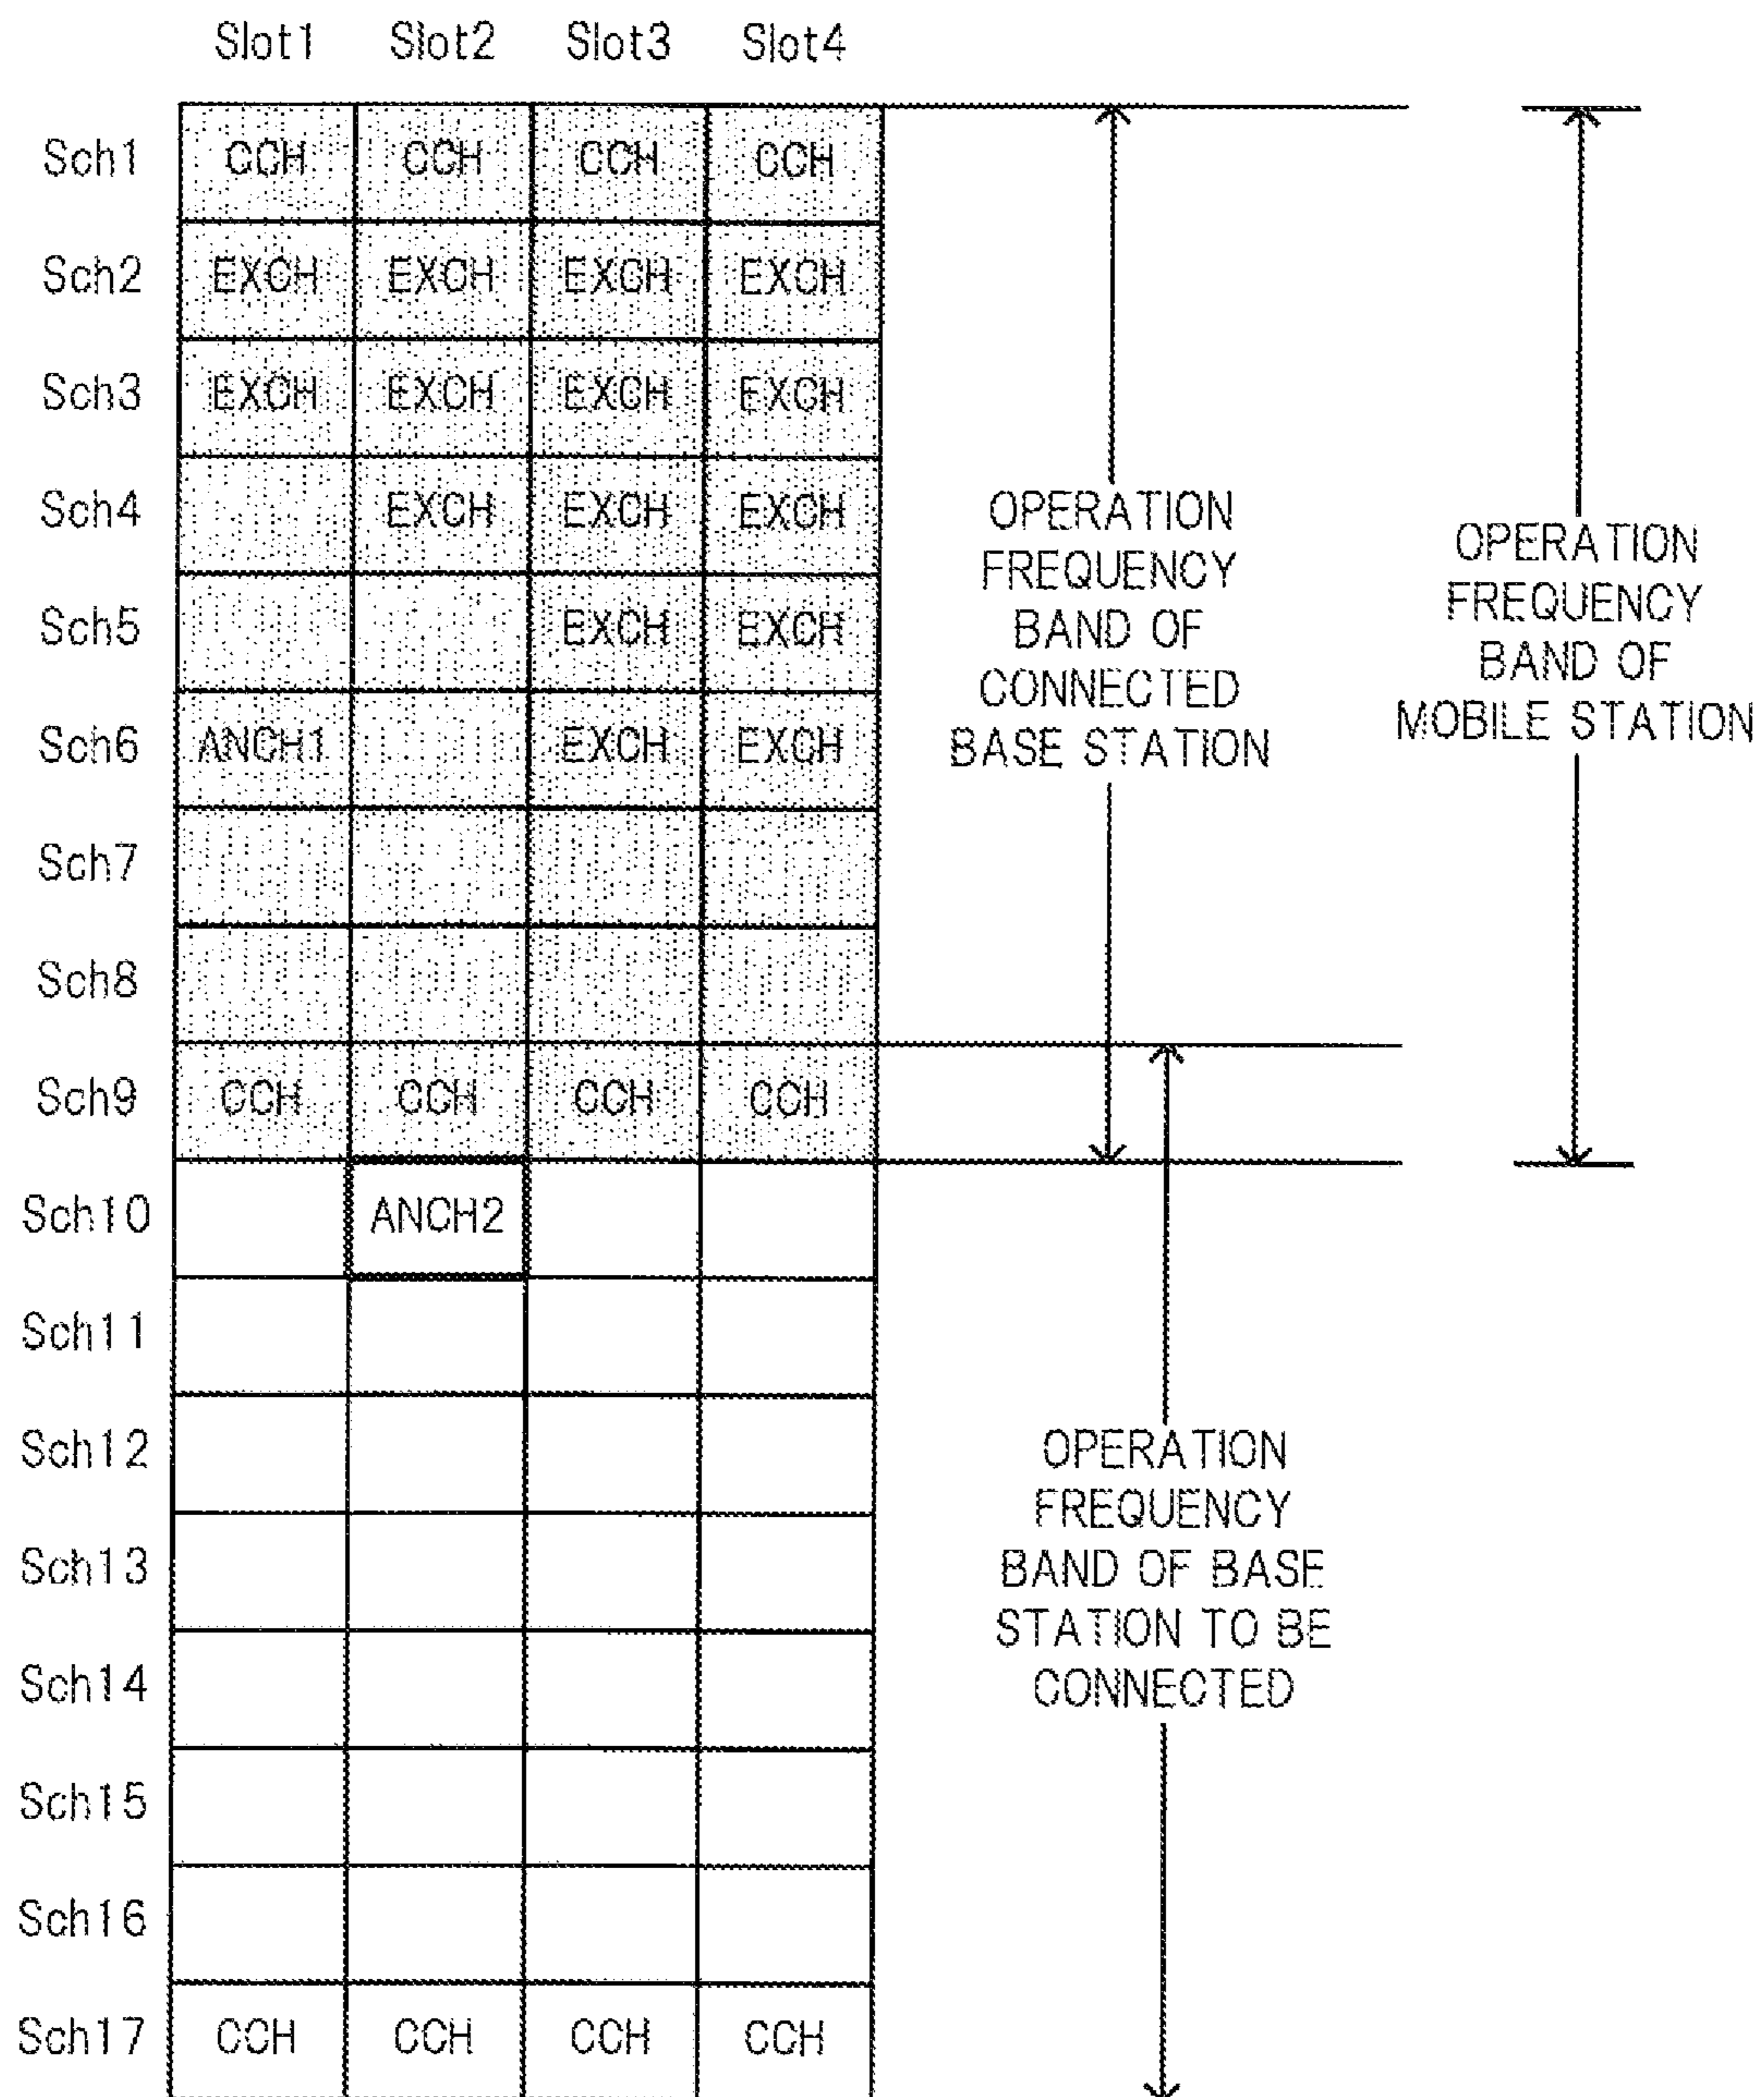 Slot1 Slot2 Slot3 Slot4
Sch1 CCH CCH CCH CCH
Sch2 EXCH EXCH EXCH EXCH
Sch3 EXCH EXCH EXCH EXCH
Sch4 EXCH EXCH EXCH
Sch5 EXCH EXCH
Sch6 ANCH1 EXCH EXCH
Sch7
Sch8
Sch9 CCH CCH CCH CCH
Sch10 ANCH2
Sch11
Sch12
Sch13
Sch14
Sch15
Sch16
Sch17 CCH CCH CCH CCH
OPERATION
FREQUENCY
BAND OF
CONNECTED
BASE STATION
OPERATION
FREQUENCY
BAND OF
MOBILE STATION
OPERATION
FREQUENCY
BAND OF BASE
STATION TO BE
CONNECTED